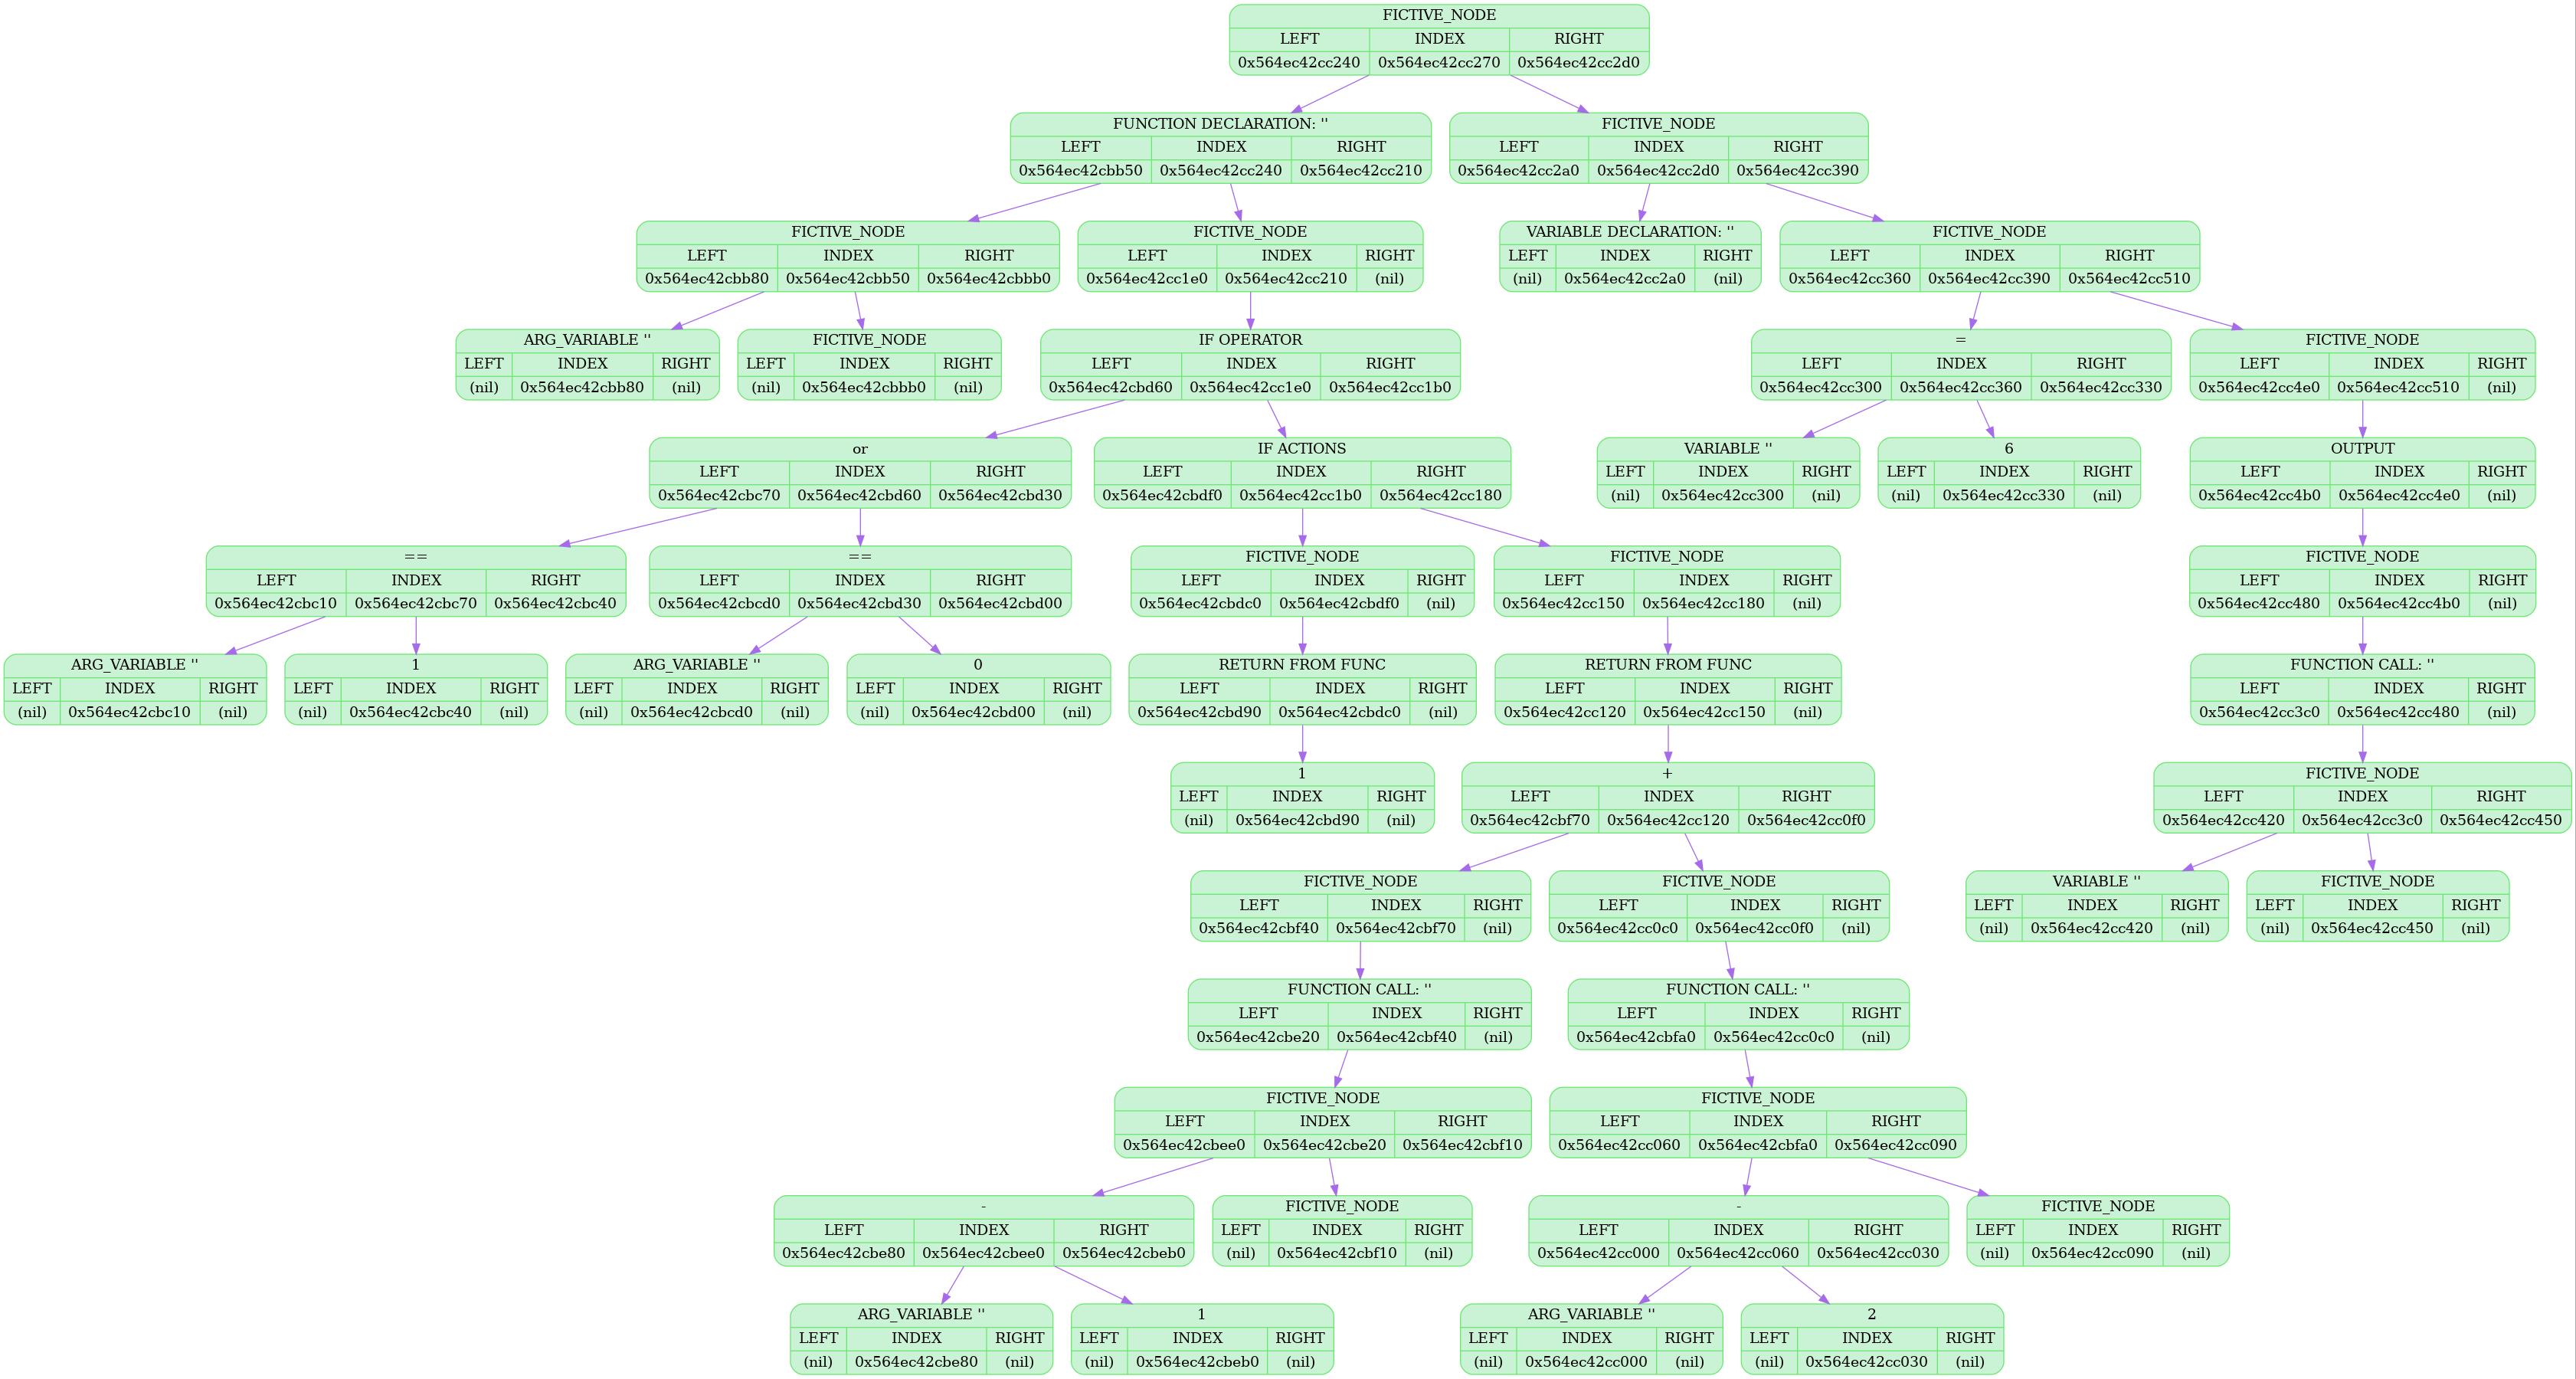 FICTIVE_NODE
LEFT INDEX RIGHT
0x564ec42cc240 0x564ec42cc270 0x564ec42cc2d0
FUNCTION DECLARATION: ''
LEFT INDEX RIGHT
0x564ec42cbb50 0x564ec42cc240 0x564ec42cc210
FICTIVE_NODE
LEFT INDEX RIGHT
0x564ec42cc2a0 0x564ec42cc2d0 0x564ec42cc390
FICTIVE_NODE
LEFT INDEX RIGHT
0x564ec42cbb80 0x564ec42cbb50 0x564ec42cbbb0
FICTIVE_NODE
LEFT INDEX RIGHT
0x564ec42cc1e0 0x564ec42cc210 (nil)
VARIABLE DECLARATION: ''
LEFT INDEX RIGHT
(nil) 0x564ec42cc2a0 (nil)
FICTIVE_NODE
LEFT INDEX RIGHT
0x564ec42cc360 0x564ec42cc390 0x564ec42cc510
ARG_VARIABLE ''
LEFT INDEX RIGHT
(nil) 0x564ec42cbb80 (nil)
FICTIVE_NODE
LEFT INDEX RIGHT
(nil) 0x564ec42cbbb0 (nil)
IF OPERATOR
LEFT INDEX RIGHT
0x564ec42cbd60 0x564ec42cc1e0 0x564ec42cc1b0
=
LEFT INDEX RIGHT
0x564ec42cc300 0x564ec42cc360 0x564ec42cc330
FICTIVE_NODE
LEFT INDEX RIGHT
0x564ec42cc4e0 0x564ec42cc510 (nil)
or
LEFT INDEX RIGHT
0x564ec42cbc70 0x564ec42cbd60 0x564ec42cbd30
IF ACTIONS
LEFT INDEX RIGHT
0x564ec42cbdf0 0x564ec42cc1b0 0x564ec42cc180
VARIABLE ''
LEFT INDEX RIGHT
(nil) 0x564ec42cc300 (nil)
6
LEFT INDEX RIGHT
(nil) 0x564ec42cc330 (nil)
OUTPUT
LEFT INDEX RIGHT
0x564ec42cc4b0 0x564ec42cc4e0 (nil)
==
LEFT INDEX RIGHT
0x564ec42cbc10 0x564ec42cbc70 0x564ec42cbc40
==
LEFT INDEX RIGHT
0x564ec42cbcd0 0x564ec42cbd30 0x564ec42cbd00
FICTIVE_NODE
LEFT INDEX RIGHT
0x564ec42cbdc0 0x564ec42cbdf0 (nil)
FICTIVE_NODE
LEFT INDEX RIGHT
0x564ec42cc150 0x564ec42cc180 (nil)
FICTIVE_NODE
LEFT INDEX RIGHT
0x564ec42cc480 0x564ec42cc4b0 (nil)
ARG_VARIABLE ''
LEFT INDEX RIGHT
(nil) 0x564ec42cbc10 (nil)
1
LEFT INDEX RIGHT
(nil) 0x564ec42cbc40 (nil)
ARG_VARIABLE ''
LEFT INDEX RIGHT
(nil) 0x564ec42cbcd0 (nil)
0
LEFT INDEX RIGHT
(nil) 0x564ec42cbd00 (nil)
RETURN FROM FUNC
LEFT INDEX RIGHT
0x564ec42cbd90 0x564ec42cbdc0 (nil)
RETURN FROM FUNC
LEFT INDEX RIGHT
0x564ec42cc120 0x564ec42cc150 (nil)
FUNCTION CALL: ''
LEFT INDEX RIGHT
0x564ec42cc3c0 0x564ec42cc480 (nil)
1
LEFT INDEX RIGHT
(nil) 0x564ec42cbd90 (nil)
+
LEFT INDEX RIGHT
0x564ec42cbf70 0x564ec42cc120 0x564ec42cc0f0
FICTIVE_NODE
LEFT INDEX RIGHT
0x564ec42cc420 0x564ec42cc3c0 0x564ec42cc450
FICTIVE_NODE
LEFT INDEX RIGHT
0x564ec42cbf40 0x564ec42cbf70 (nil)
FICTIVE_NODE
LEFT INDEX RIGHT
0x564ec42cc0c0 0x564ec42cc0f0 (nil)
VARIABLE ''
LEFT INDEX RIGHT
(nil) 0x564ec42cc420 (nil)
FICTIVE_NODE
LEFT INDEX RIGHT
(nil) 0x564ec42cc450 (nil)
FUNCTION CALL: ''
LEFT INDEX RIGHT
0x564ec42cbe20 0x564ec42cbf40 (nil)
FUNCTION CALL: ''
LEFT INDEX RIGHT
0x564ec42cbfa0 0x564ec42cc0c0 (nil)
FICTIVE_NODE
LEFT INDEX RIGHT
0x564ec42cbee0 0x564ec42cbe20 0x564ec42cbf10
FICTIVE_NODE
LEFT INDEX RIGHT
0x564ec42cc060 0x564ec42cbfa0 0x564ec42cc090
-
LEFT INDEX RIGHT
0x564ec42cbe80 0x564ec42cbee0 0x564ec42cbeb0
FICTIVE_NODE
LEFT INDEX RIGHT
(nil) 0x564ec42cbf10 (nil)
-
LEFT INDEX RIGHT
0x564ec42cc000 0x564ec42cc060 0x564ec42cc030
FICTIVE_NODE
LEFT INDEX RIGHT
(nil) 0x564ec42cc090 (nil)
ARG_VARIABLE ''
LEFT INDEX RIGHT
(nil) 0x564ec42cbe80 (nil)
1
LEFT INDEX RIGHT
(nil) 0x564ec42cbeb0 (nil)
ARG_VARIABLE ''
LEFT INDEX RIGHT
(nil) 0x564ec42cc000 (nil)
2
LEFT INDEX RIGHT
(nil) 0x564ec42cc030 (nil)